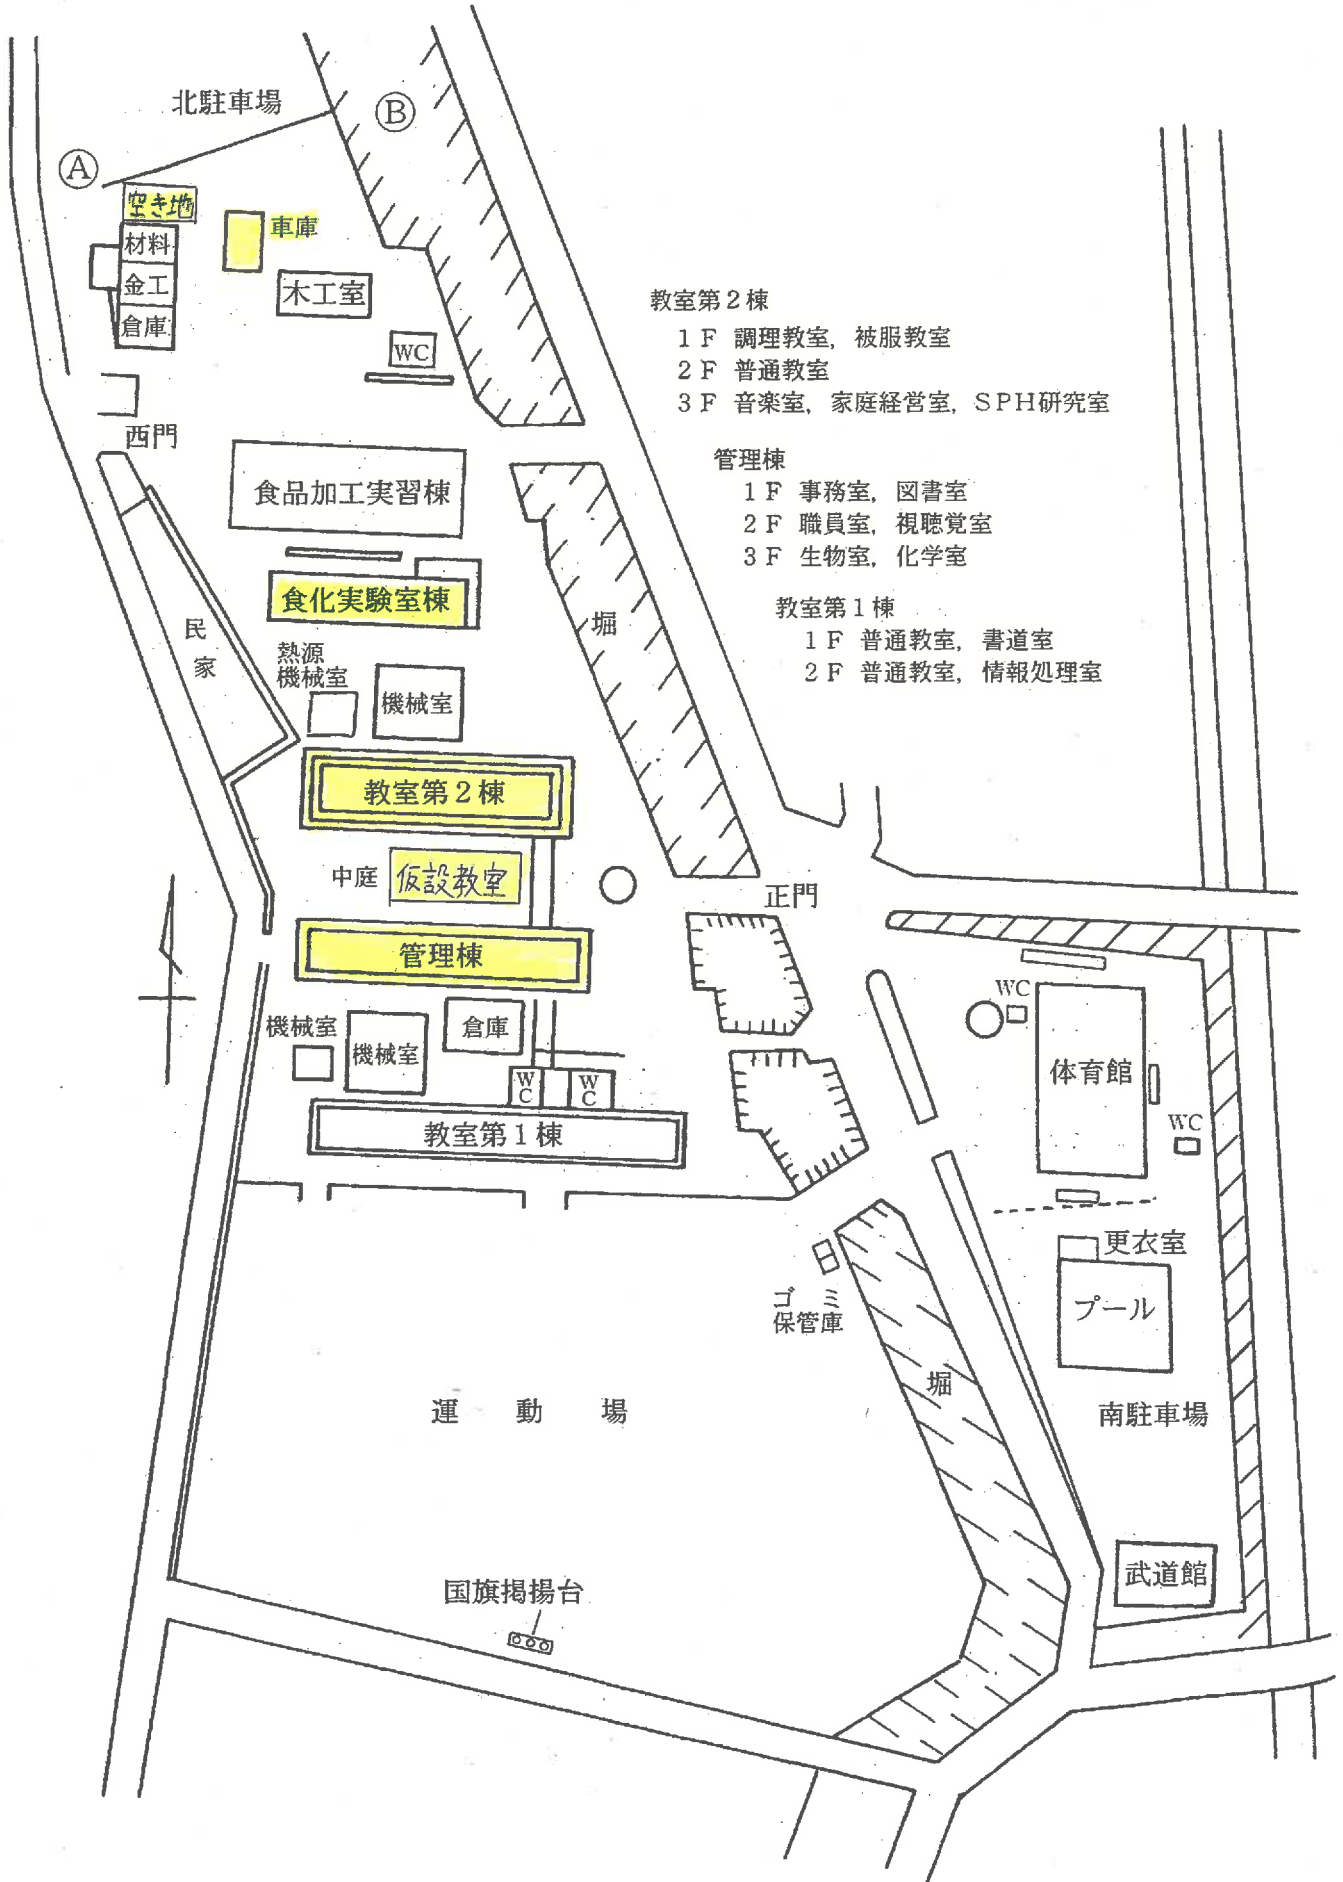 北駐車場
Ⓑ
Ⓐ
空き地
車庫
材料
金工
倉庫
木工室
WC
西門
教室第２棟
１Ｆ 調理教室，被服教室
２Ｆ 普通教室
３Ｆ 音楽室，家庭経営室，ＳＰＨ研究室
管理棟
１Ｆ 事務室，図書室
２Ｆ 職員室，視聴覚室
３Ｆ 生物室，化学室
教室第１棟
１Ｆ 普通教室，書道室
２Ｆ 普通教室，情報処理室
食品加工実習棟
食化実験室棟
堀
民家
熱源
機械室
機械室
教室第２棟
中庭
仮設教室
正門
管理棟
機械室
機械室
倉庫
WC
WC
教室第１棟
WC
体育館
WC
更衣室
プール
ゴミ
保管庫
堀
南駐車場
運動場
武道館
国旗掲揚台